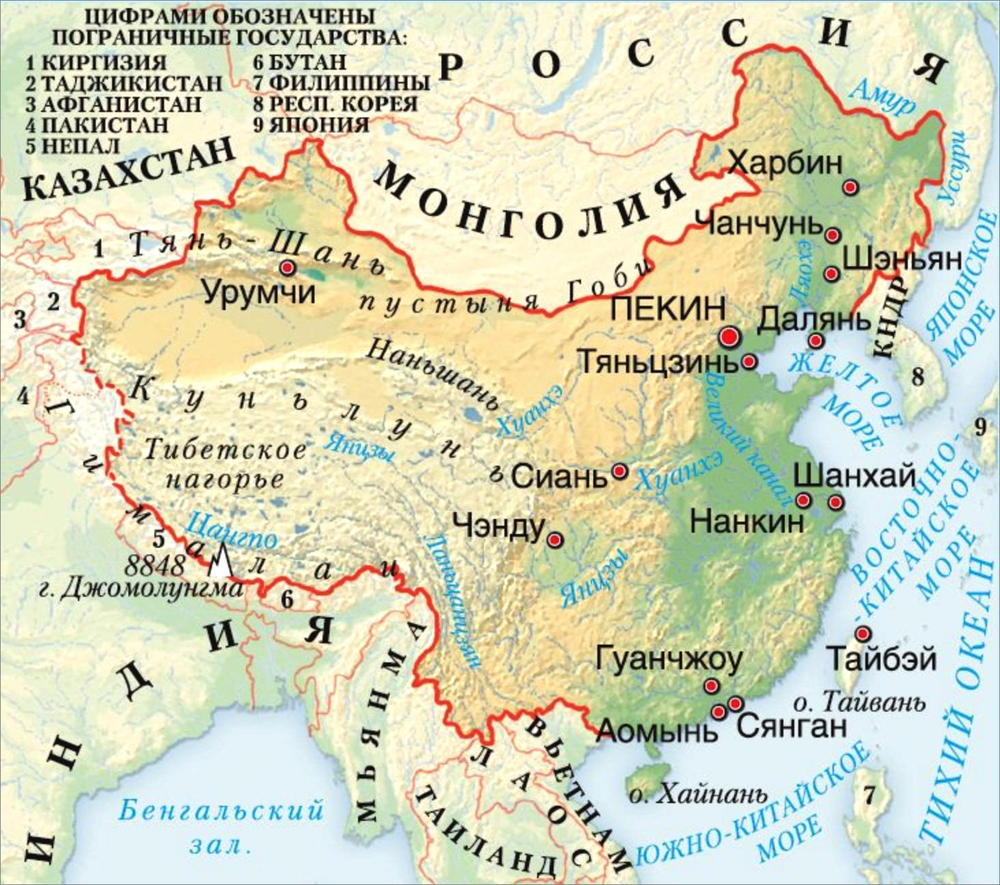 ЦИФРАМИ ОБОЗНАЧЕНЫ
ПОГРАНИЧНЫЕ ГОСУДАРСТВА:
1 КИРГИЗИЯ
2 ТАДЖИКИСТАН
3 АФГАНИСТАН
4 ПАКИСТАН
5 НЕПАЛ
6 БУТАН
7 ФИЛИППИНЫ
8 РЕСП. КОРЕЯ
9 ЯПОНИЯ
РОССИЯ
КАЗАХСТАН
МОНГОЛИЯ
Амур
Уссури
Харбин
Чанчунь
Ляохэ
Шэньян
1
Тянь-Шань
Урумчи
пустыня Гоби
2
3
4
ПЕКИН
Далянь
КНДР
ЯПОНСКОЕ
МОРЕ
Тяньцзинь
ЖЕЛТОЕ
МОРЕ
8
9
Наньшань
Куньлунь
Хуанхэ
Великий канал
Тибетское
нагорье
Янцзы
Сиань
Хуанхэ
Шанхай
Нанкин
Чэнду
Янцзы
ВОСТОЧНО-
-КИТАЙСКОЕ
МОРЕ
Гималаи
Цангпо
5
8848
г. Джомолунгма
6
Ланьцанцзян
ИНДИЯ
МЬЯНМА
Гуанчжоу
Тайбэй
о. Тайвань
Аомынь
Сянган
ТИХИЙ ОКЕАН
ВЬЕТНАМ
ЛАОС
ТАИЛАНД
о. Хайнань
7
ЮЖНО-КИТАЙСКОЕ
МОРЕ
Бенгальский
зал.